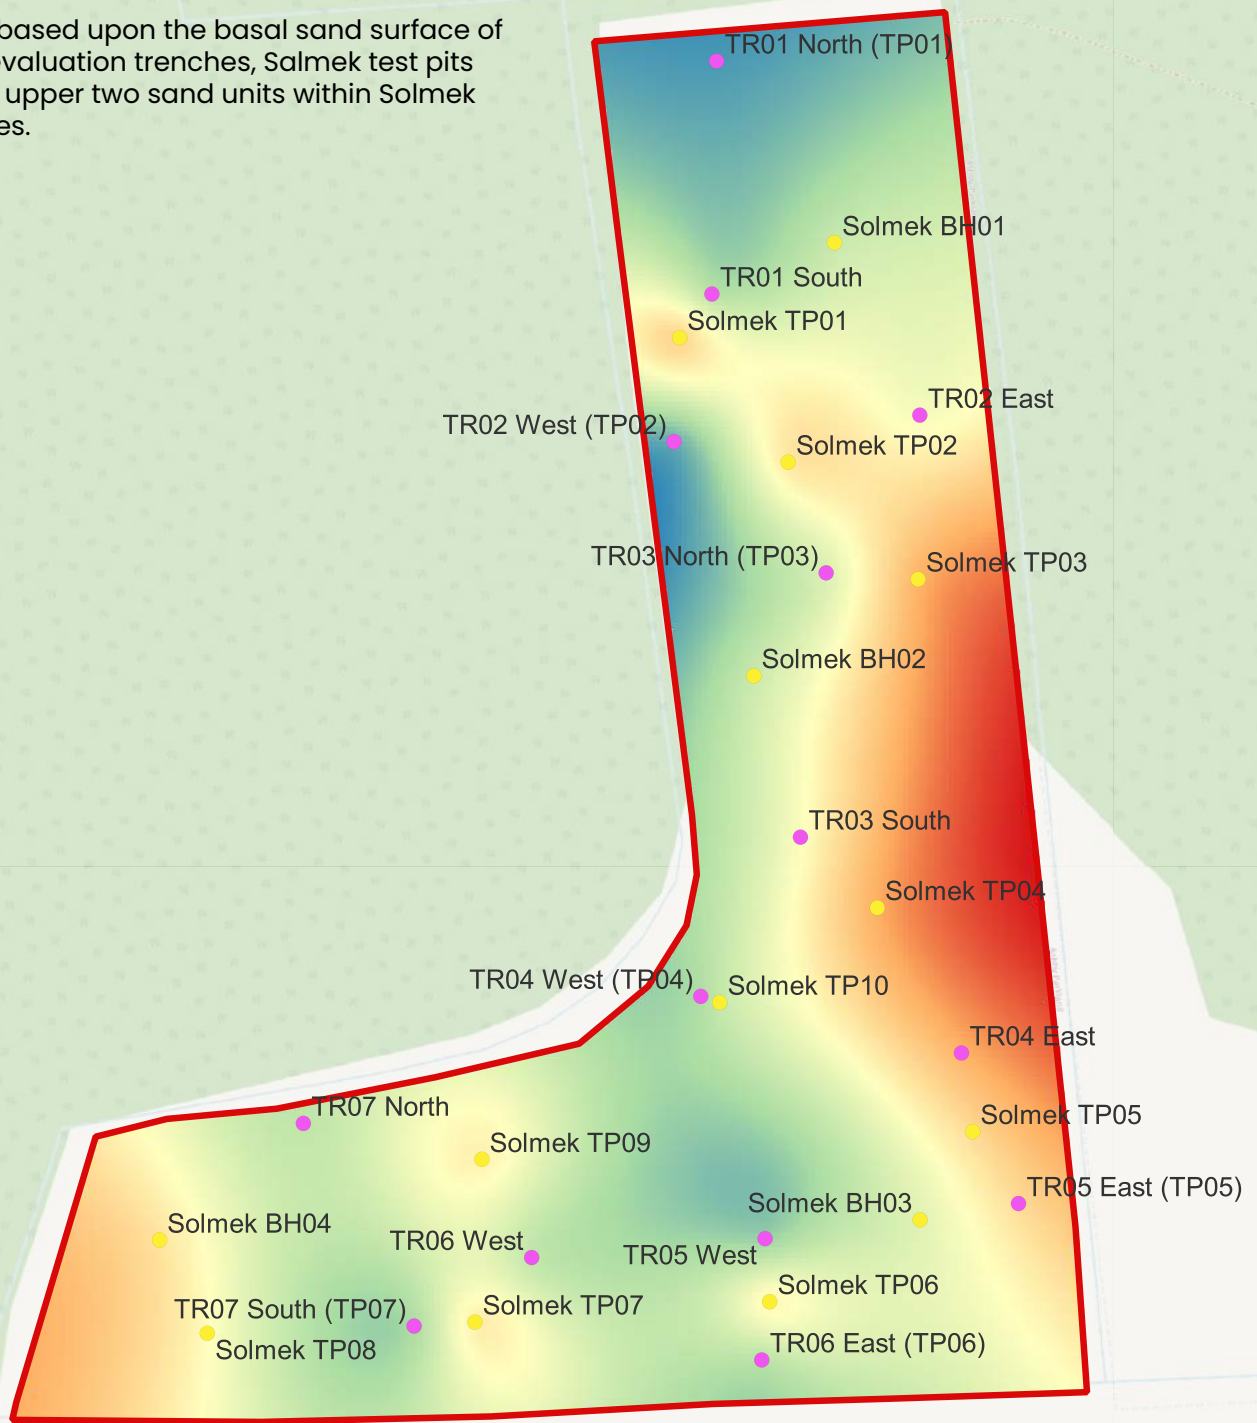 based upon the basal sand surface of
valuation trenches, Salmek test pits
upper two sand units within Solmek
es.
TR01 North (TP01)
Solmek BH01
TR01 South
Solmek TP01
TR02 East
TR02 West (TP02)
Solmek TP02
TR03 North (TP03)
Solmek TP03
Solmek BH02
TR03 South
Solmek TP04
TR04 West (TP04)
Solmek TP10
TR04 East
TR07 North
Solmek TP05
Solmek TP09
TR05 East (TP05)
Solmek BH03
Solmek BH04
TR06 West
TR05 West
Solmek TP06
TR07 South (TP07)
Solmek TP07
Solmek TP08
TR06 East (TP06)